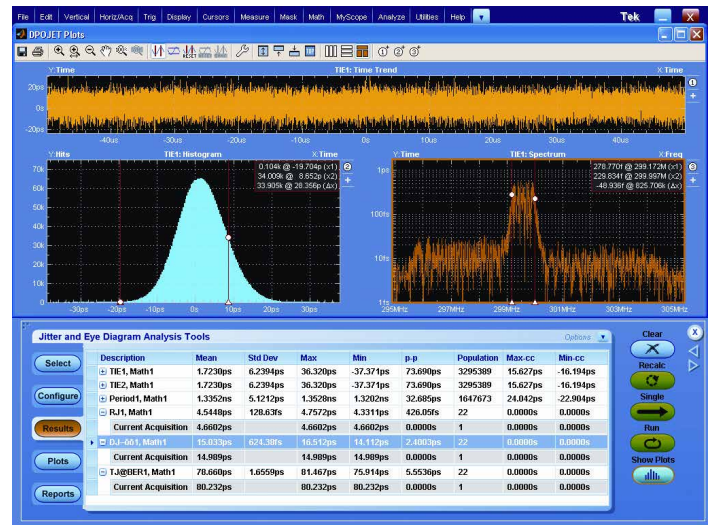 File Edit Vertical Horiz/Acq Trig Display Cursors Measure Mask Math MyScope Analyze Utilities Help Tek X
DPOJET Plots
RESET
Y:Time TIE1: Time Trend X:Time
20ps
0s
-20ps
-40us -30us -20us -10us 0s 10us 20us 30us 40us
Y:Hits TIE1: Histogram X:Time
0.104k @ -19.704p (x1)
34.009k @ 8.652p (x2)
33.905k @ 28.356p (Δx)
70k
60k
50k
40k
30k
20k
10k
0
-30ps -20ps -10ps 0s 10ps 20ps 30ps
Y:Time TIE1: Spectrum X:Freq
278.770f @ 299.172M (x1)
229.834f @ 299.997M (x2)
-48.936f @ 825.706k (Δx)
1ps
100fs
10fs
1fs
295MHz 297MHz 299MHz 301MHz 303MHz 305MHz
Jitter and Eye Diagram Analysis Tools Options
Select
Configure
Results
Plots
Reports
Description Mean Std Dev Max Min p-p Population Max-cc Min-cc
TIE1, Math1 1.7230ps 6.2394ps 36.320ps -37.371ps 73.690ps 3295389 15.627ps -16.194ps
TIE2, Math1 1.7230ps 6.2394ps 36.320ps -37.371ps 73.690ps 3295389 15.627ps -16.194ps
Period1, Math1 1.3352ns 5.1212ps 1.3528ns 1.3202ns 32.685ps 1647673 24.042ps -22.904ps
RJ1, Math1 4.5448ps 128.63fs 4.7572ps 4.3311ps 426.05fs 22 0.0000s 0.0000s
Current Acquisition 4.6602ps 4.6602ps 4.6602ps 0.0000s 1 0.0000s 0.0000s
DJ-δδ1, Math1 15.033ps 624.38fs 16.512ps 14.112ps 2.4003ps 22 0.0000s 0.0000s
Current Acquisition 14.989ps 14.989ps 14.989ps 0.0000s 1 0.0000s 0.0000s
TJ@BER1, Math1 78.660ps 1.6559ps 81.467ps 75.914ps 5.5536ps 22 0.0000s 0.0000s
Current Acquisition 80.232ps 80.232ps 80.232ps 0.0000s 1 0.0000s 0.0000s
Clear
Recalc
Single
Run
Show Plots